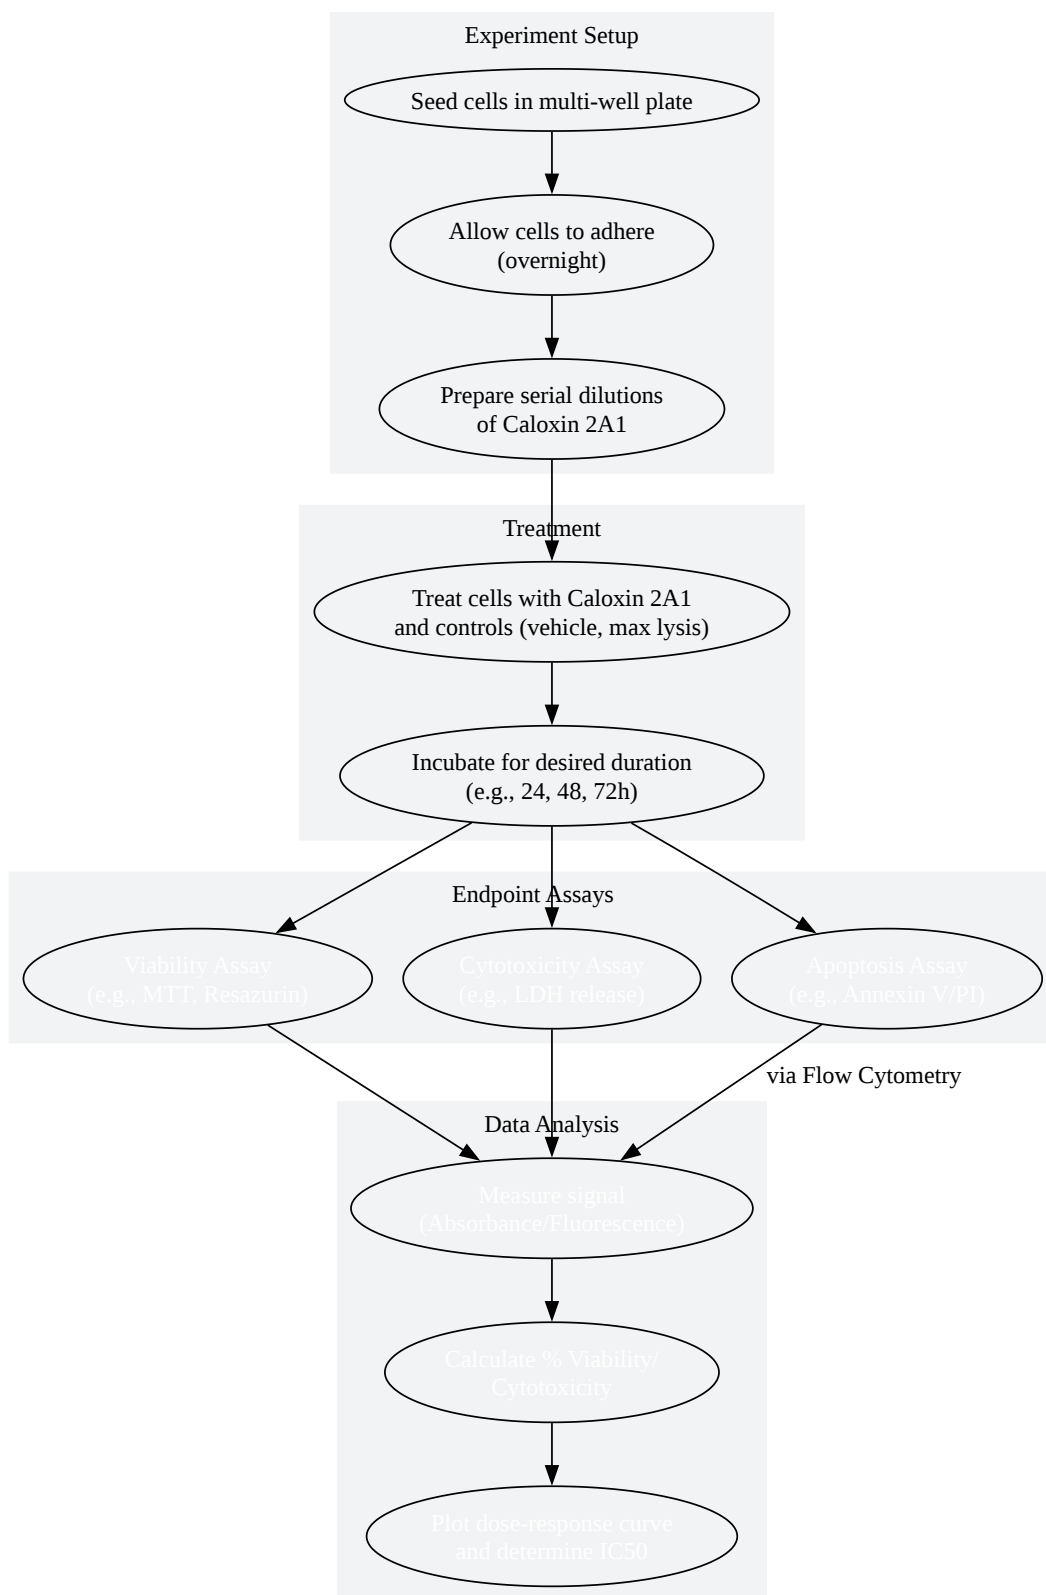 Experiment Setup
Seed cells in multi-well plate
Allow cells to adhere
(overnight)
Prepare serial dilutions
of Caloxin 2A1
Treatment
Treat cells with Caloxin 2A1
and controls (vehicle, max lysis)
Incubate for desired duration
(e.g., 24, 48, 72h)
Endpoint Assays
Viability Assay
(e.g., MTT, Resazurin)
Cytotoxicity Assay
(e.g., LDH release)
Apoptosis Assay
(e.g., Annexin V/PI)
via Flow Cytometry
Data Analysis
Measure signal
(Absorbance/Fluorescence)
Calculate % Viability/
Cytotoxicity
Plot dose-response curve
and determine IC50